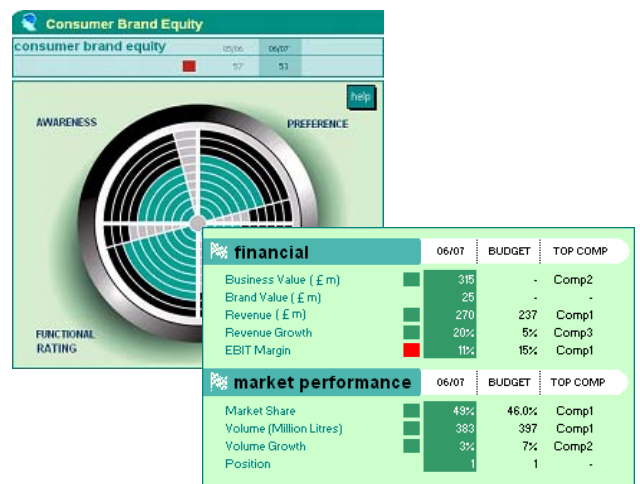 Consumer Brand Equity
consumer brand equity 05/06 06/07
57 51
help
AWARENESS PREFERENCE
FUNCTIONAL
RATING
financial 06/07 BUDGET TOP COMP
Business Value (£m) 315 - Comp2
Brand Value (£m) 25 - -
Revenue (£m) 270 237 Comp1
Revenue Growth 20% 5% Comp3
EBIT Margin 11% 15% Comp1
market performance 06/07 BUDGET TOP COMP
Market Share 49% 46.0% Comp1
Volume (Million Litres) 383 397 Comp1
Volume Growth 3% 7% Comp2
Position 1 1 -